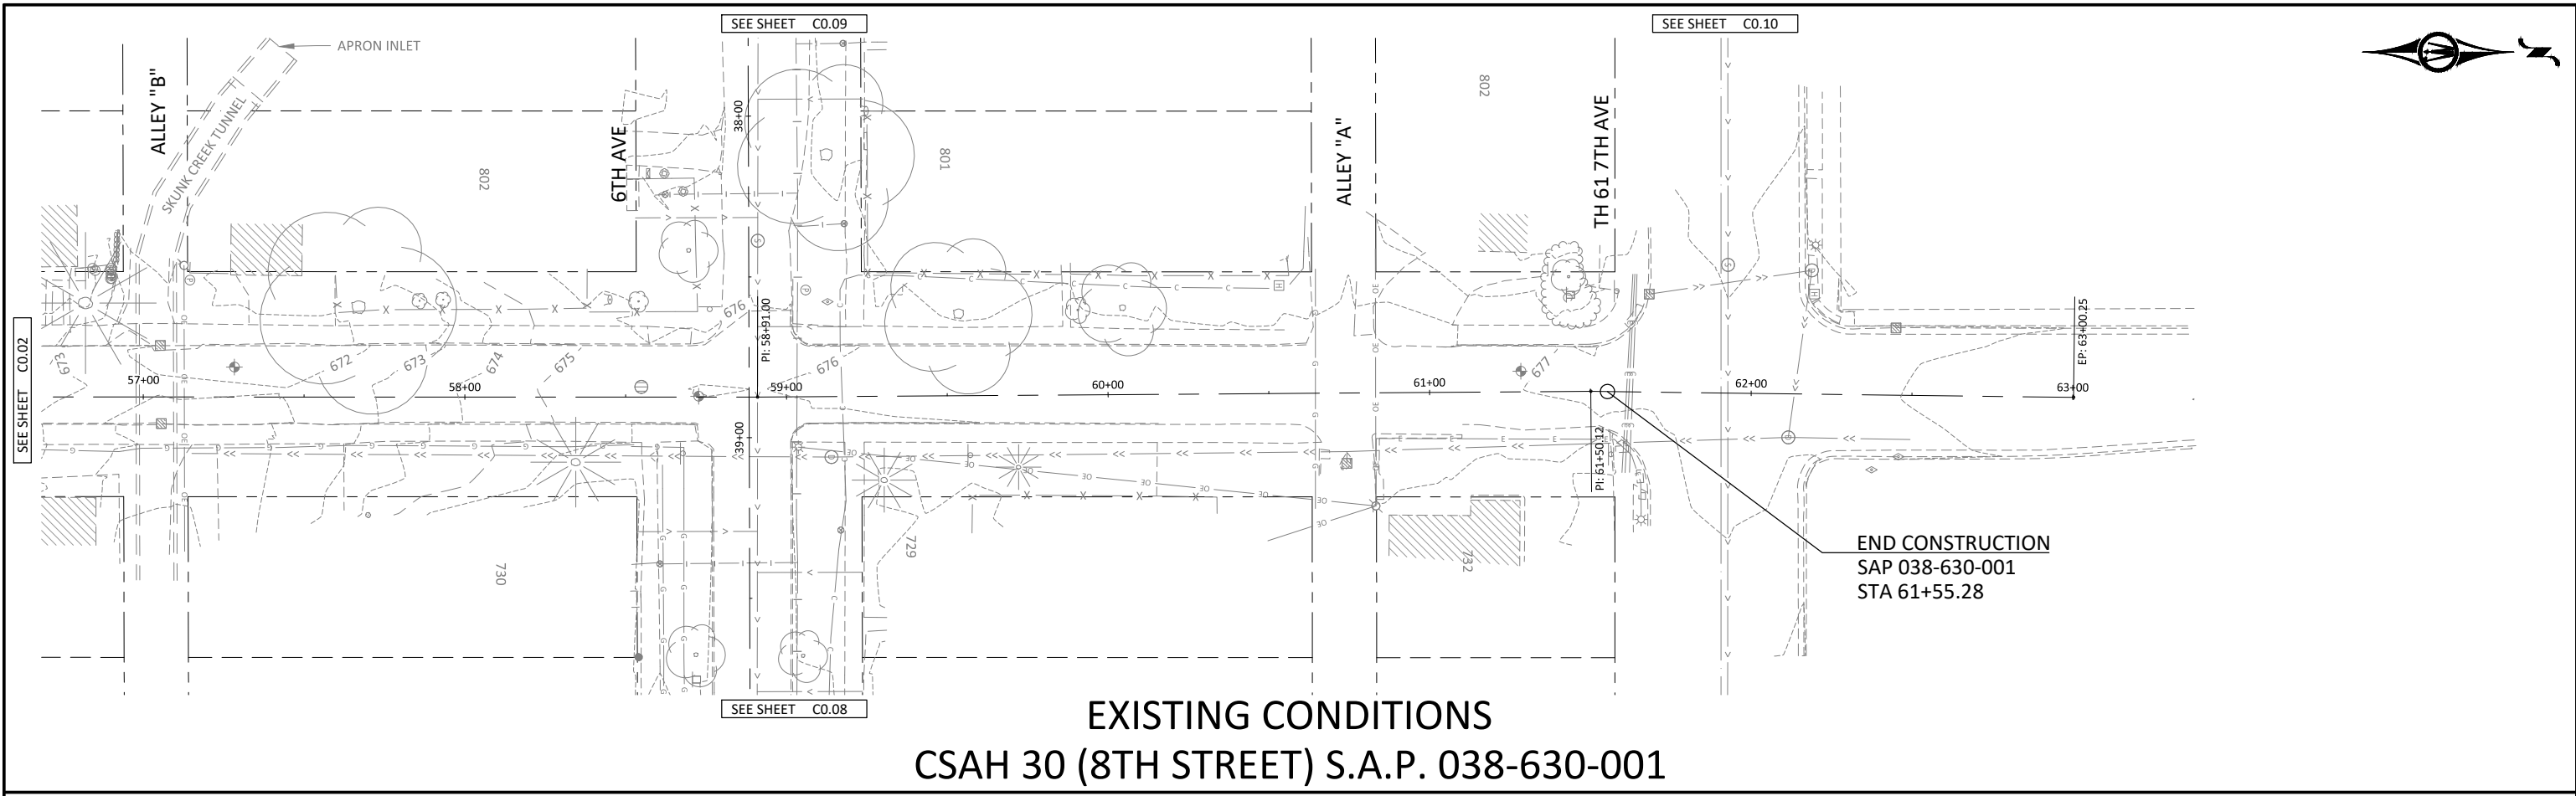 SEE SHEET C0.09
SEE SHEET C0.10
APRON INLET
ALLEY "B"
SKUNK CREEK TUNNEL
802
6TH AVE
38+00
801
ALLEY "A"
802
TH 61 7TH AVE
SEE SHEET C0.02
673
57+00
672
673
58+00
674
675
676
PI: 58+91.00
59+00
676
60+00
61+00
677
62+00
63+00
EP: 63+00.25
39+00
PI: 61+50.12
730
729
732
END CONSTRUCTION
SAP 038-630-001
STA 61+55.28
SEE SHEET C0.08
EXISTING CONDITIONS
CSAH 30 (8TH STREET) S.A.P. 038-630-001